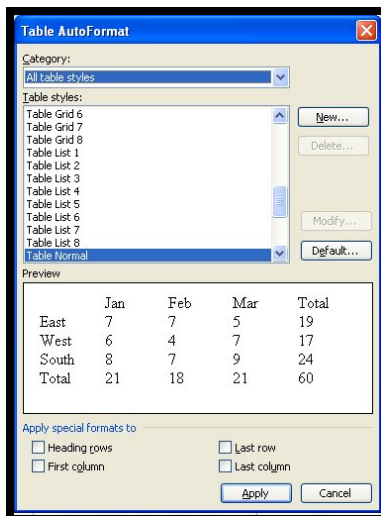 Table AutoFormat
Category:
All table styles
Table styles:
Table Grid 6
Table Grid 7
Table Grid 8
Table List 1
Table List 2
Table List 3
Table List 4
Table List 5
Table List 6
Table List 7
Table List 8
Table Normal
New...
Delete...
Modify...
Default...
Preview
Jan Feb Mar Total
East 7 7 5 19
West 6 4 7 17
South 8 7 9 24
Total 21 18 21 60
Apply special formats to
Heading rows Last row
First column Last column
Apply Cancel